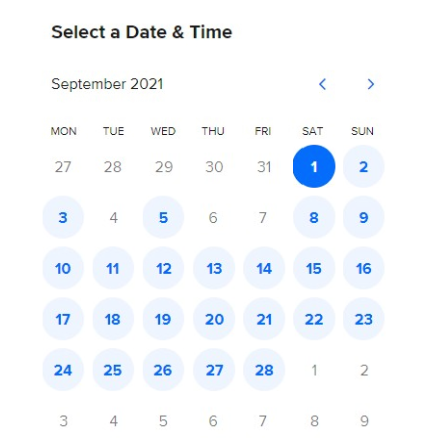 Select a Date & Time
September 2021
MON TUE WED THU FRI SAT SUN
27 28 29 30 31 1 2
3 4 5 6 7 8 9
10 11 12 13 14 15 16
17 18 19 20 21 22 23
24 25 26 27 28 1 2
3 4 5 6 7 8 9